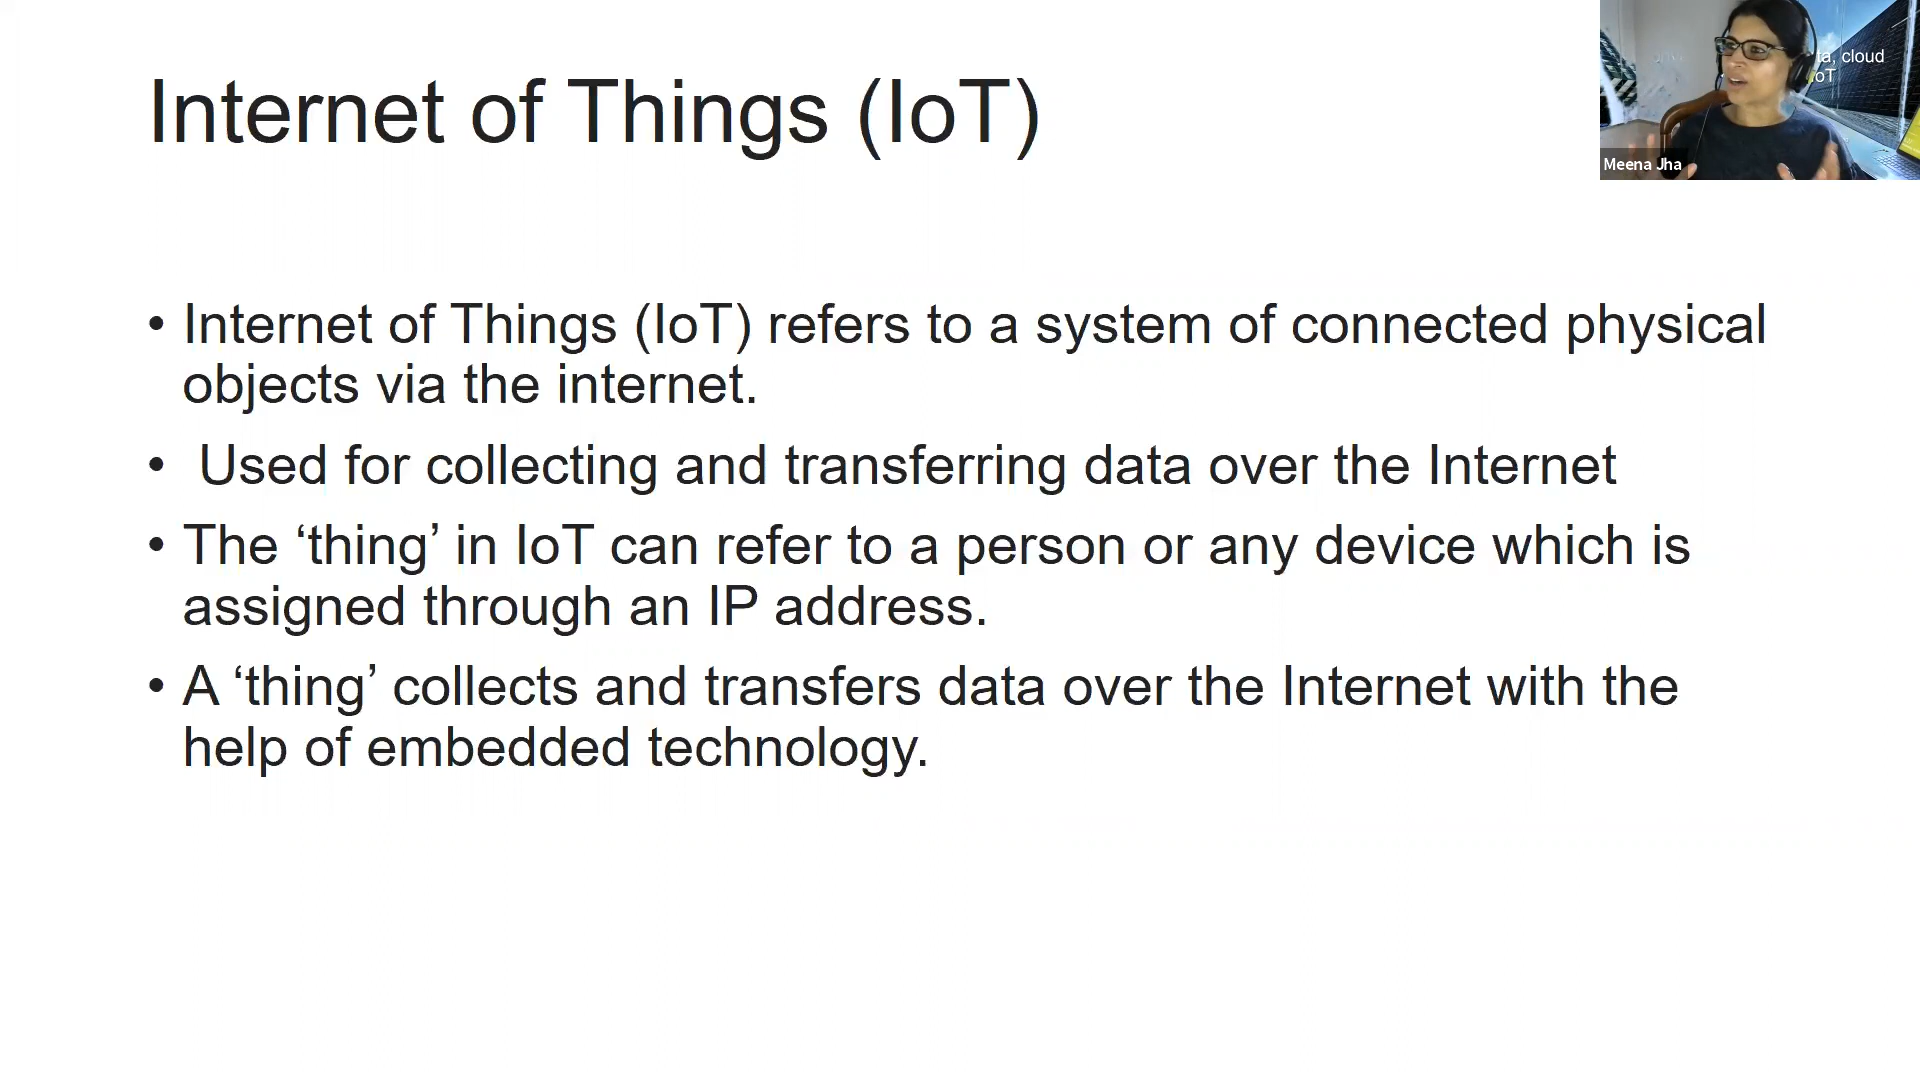 Internet of Things (IoT)
• Internet of Things (IoT) refers to a system of connected physical
objects via the internet.
• Used for collecting and transferring data over the Internet
• The ‘thing’ in IoT can refer to a person or any device which is
assigned through an IP address.
• A ‘thing’ collects and transfers data over the Internet with the
help of embedded technology.
cloud
Meena Jha